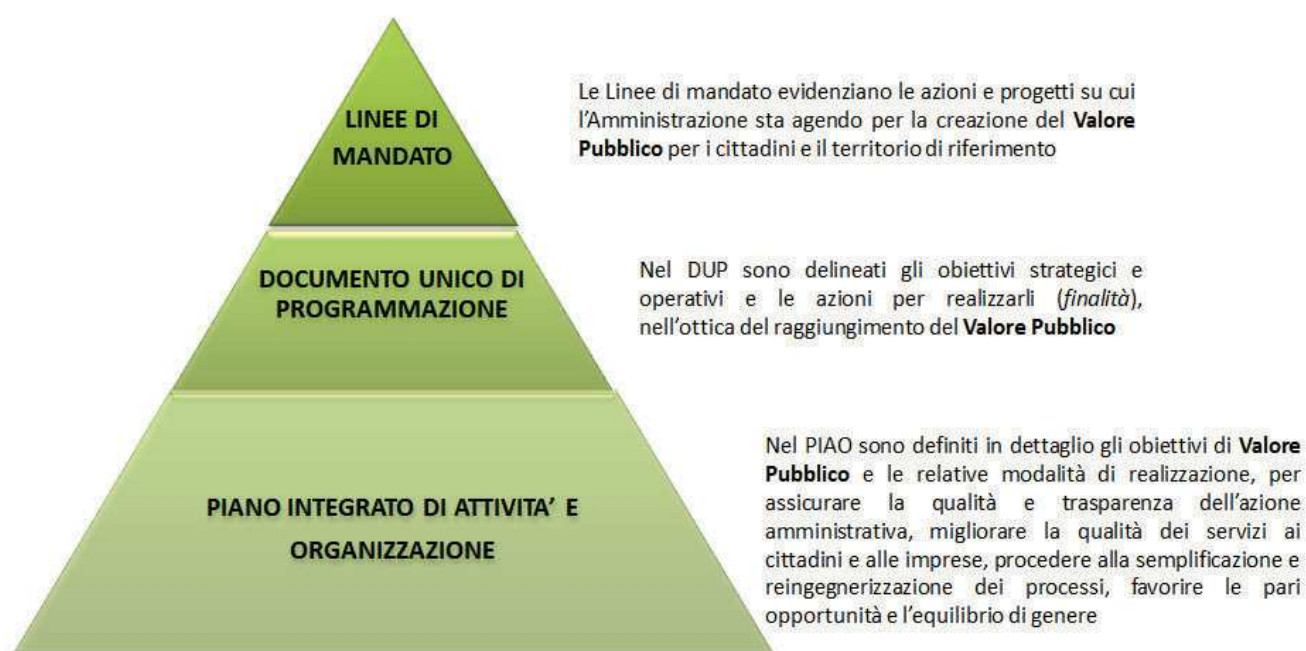 LINEE DI
MANDATO
Le Linee di mandato evidenziano le azioni e progetti su cui
l'Amministrazione sta agendo per la creazione del Valore
Pubblico per i cittadini e il territorio di riferimento
DOCUMENTO UNICO DI
PROGRAMMAZIONE
Nel DUP sono delineati gli obiettivi strategici e
operativi e le azioni per realizzarli (finalità),
nell'ottica del raggiungimento del Valore Pubblico
PIANO INTEGRATO DI ATTIVITA' E
ORGANIZZAZIONE
Nel PIAO sono definiti in dettaglio gli obiettivi di Valore
Pubblico e le relative modalità di realizzazione, per
assicurare la qualità e trasparenza dell'azione
amministrativa, migliorare la qualità dei servizi ai
cittadini e alle imprese, procedere alla semplificazione e
reingegnerizzazione dei processi, favorire le pari
opportunità e l'equilibrio di genere